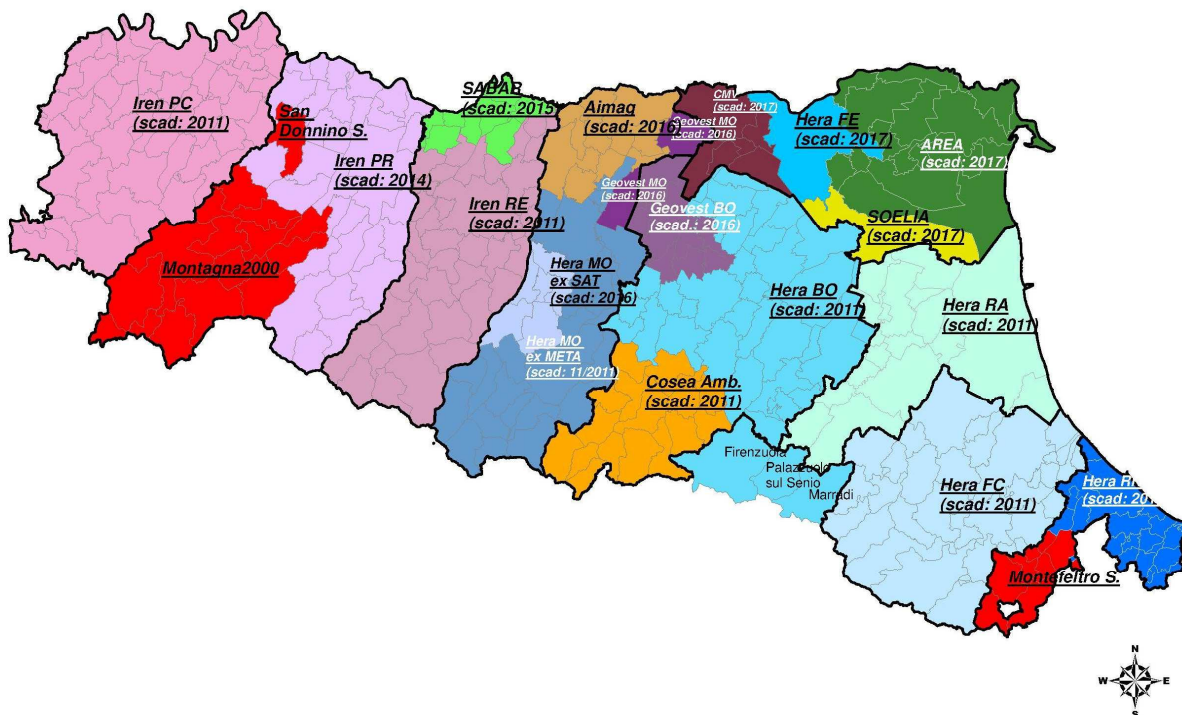 Iren PC
(scad: 2011)
San
Donnino S.
Iren PR
(scad: 2014)
Montagna2000
SABAR
(scad: 2015)
Iren RE
(scad: 2011)
Aimag
(scad: 2016)
CMV
(scad: 2017)
Geovest MO
(scad: 2016)
Hera FE
(scad: 2017)
AREA
(scad: 2017)
Geovest MO
(scad: 2016)
Geovest BO
(scad.: 2016)
SOELIA
(scad: 2017)
Hera MO
ex SAT
(scad: 2016)
Hera BO
(scad: 2011)
Hera RA
(scad: 2011)
Hera MO
ex META
(scad: 11/2011)
Cosea Amb.
(scad: 2011)
Firenzuola
Palazzuolo
sul Senio
Marradi
Hera FC
(scad: 2011)
Hera
(scad:
Montefeltro S.
N
W E
S